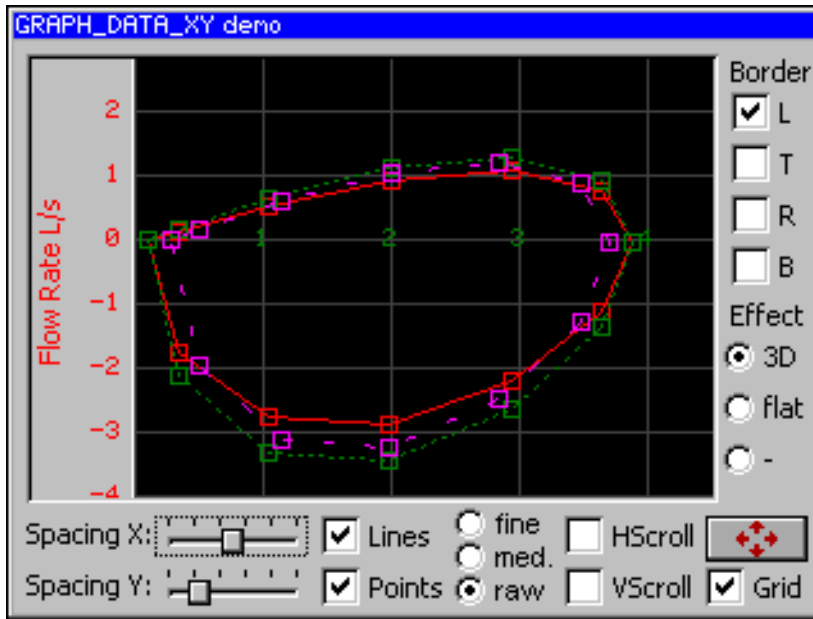 GRAPH_DATA_XY demo
Flow Rate L/s
2
1
0
-1
-2
-3
-4
1 2 3 4
Border
L
T
R
B
Effect
3D
flat
-
Spacing X: Lines fine HScroll
med.
Spacing Y: Points raw VScroll Grid